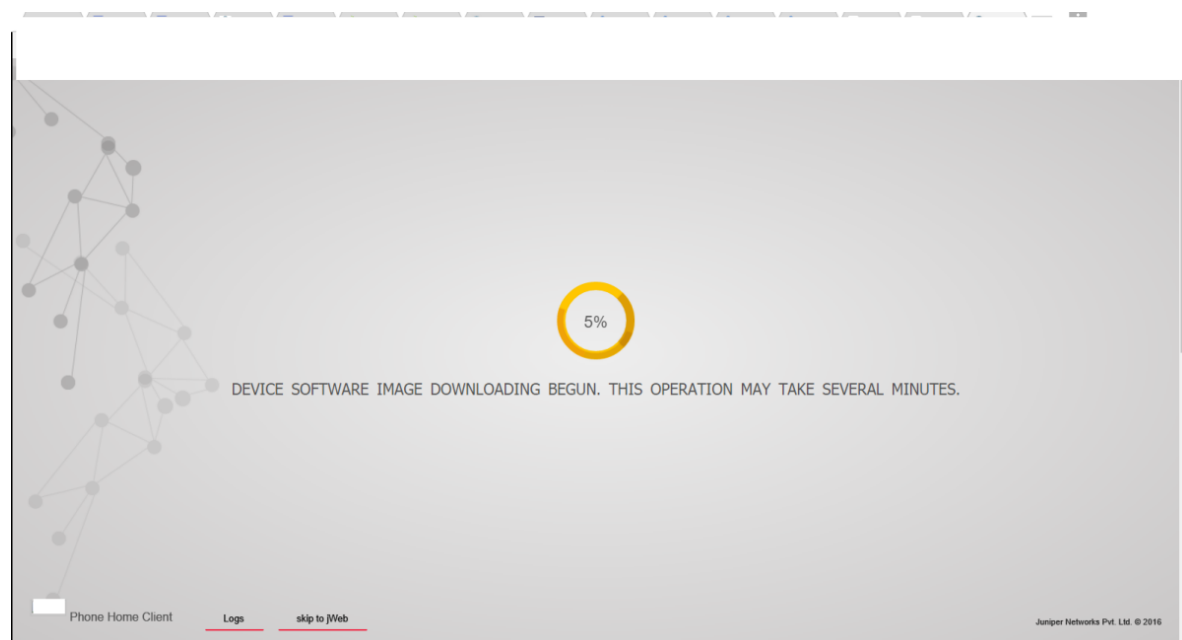 5%
DEVICE SOFTWARE IMAGE DOWNLOADING BEGUN. THIS OPERATION MAY TAKE SEVERAL MINUTES.
Phone Home Client Logs skip to jWeb Juniper Networks Pvt. Ltd. © 2016